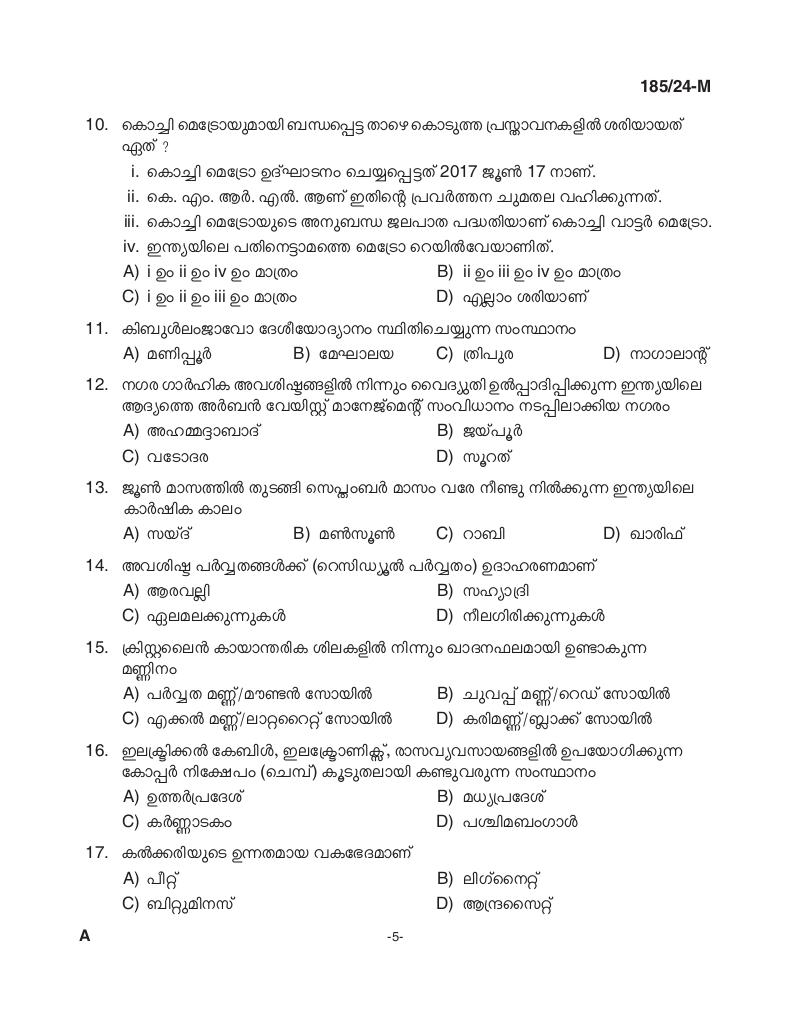 185/24-M
10. കൊച്ചി മെട്രോയുമായി ബന്ധപ്പെട്ട താഴെ കൊടുത്ത പ്രസ്താവനകളിൽ ശരിയായത്
ഏത് ?
i. കൊച്ചി മെട്രോ ഉദ്ഘാടനം ചെയ്യപ്പെട്ടത് 2017 ജൂൺ 17 നാണ്.
ii. കെ. എം. ആർ. എൽ. ആണ് ഇതിന്റെ പ്രവർത്തന ചുമതല വഹിക്കുന്നത്.
iii. കൊച്ചി മെട്രോയുടെ അനുബന്ധ ജലപാത പദ്ധതിയാണ് കൊച്ചി വാട്ടർ മെട്രോ.
iv. ഇന്ത്യയിലെ പതിനെട്ടാമത്തെ മെട്രോ റെയിൽവേയാണിത്.
A) i ഉം ii ഉം iv ഉം മാത്രം B) ii ഉം iii ഉം iv ഉം മാത്രം
C) i ഉം ii ഉം iii ഉം മാത്രം D) എല്ലാം ശരിയാണ്
11. കിബുൾലംജാവോ ദേശീയോദ്യാനം സ്ഥിതിചെയ്യുന്ന സംസ്ഥാനം
A) മണിപ്പൂർ B) മേഘാലയ C) ത്രിപുര D) നാഗാലാന്റ്
12. നഗര ഗാർഹിക അവശിഷ്ടങ്ങളിൽ നിന്നും വൈദ്യുതി ഉൽപ്പാദിപ്പിക്കുന്ന ഇന്ത്യയിലെ
ആദ്യത്തെ അർബൻ വേയിസ്റ്റ് മാനേജ്മെന്റ് സംവിധാനം നടപ്പിലാക്കിയ നഗരം
A) അഹമ്മദ്ദാബാദ് B) ജയ്പൂർ
C) വടോദര D) സൂറത്
13. ജൂൺ മാസത്തിൽ തുടങ്ങി സെപ്തംബർ മാസം വരേ നീണ്ടു നിൽക്കുന്ന ഇന്ത്യയിലെ
കാർഷിക കാലം
A) സയ്ദ് B) മൺസൂൺ C) റാബി D) ഖാരിഫ്
14. അവശിഷ്ട പർവ്വതങ്ങൾക്ക് (റെസിഡ്യൂൽ പർവ്വതം) ഉദാഹരണമാണ്
A) ആരവല്ലി B) സഹ്യാദ്രി
C) ഏലമലക്കുന്നുകൾ D) നീലഗിരിക്കുന്നുകൾ
15. ക്രിസ്റ്റലൈൻ കായാന്തരിക ശിലകളിൽ നിന്നും ഖാദനഫലമായി ഉണ്ടാകുന്ന
മണ്ണിനം
A) പർവ്വത മണ്ണ്/മൗണ്ടൻ സോയിൽ B) ചുവപ്പ് മണ്ണ്/റെഡ് സോയിൽ
C) എക്കൽ മണ്ണ്/ലാറ്ററൈറ്റ് സോയിൽ D) കരിമണ്ണ്/ബ്ലാക്ക് സോയിൽ
16. ഇലക്ട്രിക്കൽ കേബിൾ, ഇലക്ട്രോണിക്സ്, രാസവ്യവസായങ്ങളിൽ ഉപയോഗിക്കുന്ന
കോപ്പർ നിക്ഷേപം (ചെമ്പ്) കൂടുതലായി കണ്ടുവരുന്ന സംസ്ഥാനം
A) ഉത്തർപ്രദേശ് B) മധ്യപ്രദേശ്
C) കർണ്ണാടകം D) പശ്ചിമബംഗാൾ
17. കൽക്കരിയുടെ ഉന്നതമായ വകഭേദമാണ്
A) പീറ്റ് B) ലിഗ്നൈറ്റ്
C) ബിറ്റുമിനസ് D) ആന്ദ്രസൈറ്റ്
A -5-